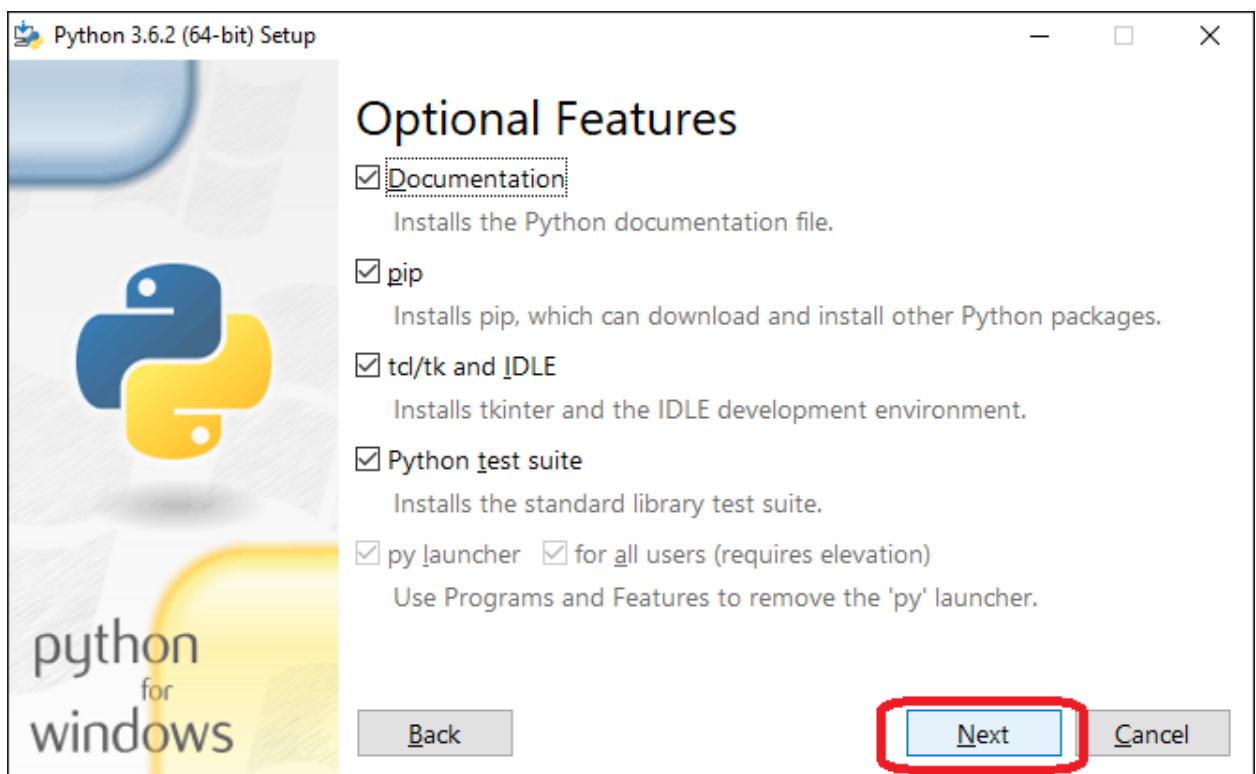 Python 3.6.2 (64-bit) Setup
Optional Features
Documentation
Installs the Python documentation file.
pip
Installs pip, which can download and install other Python packages.
tcl/tk and IDLE
Installs tkinter and the IDLE development environment.
Python test suite
Installs the standard library test suite.
py launcher for all users (requires elevation)
Use Programs and Features to remove the 'py' launcher.
python
for
windows
Back Next Cancel